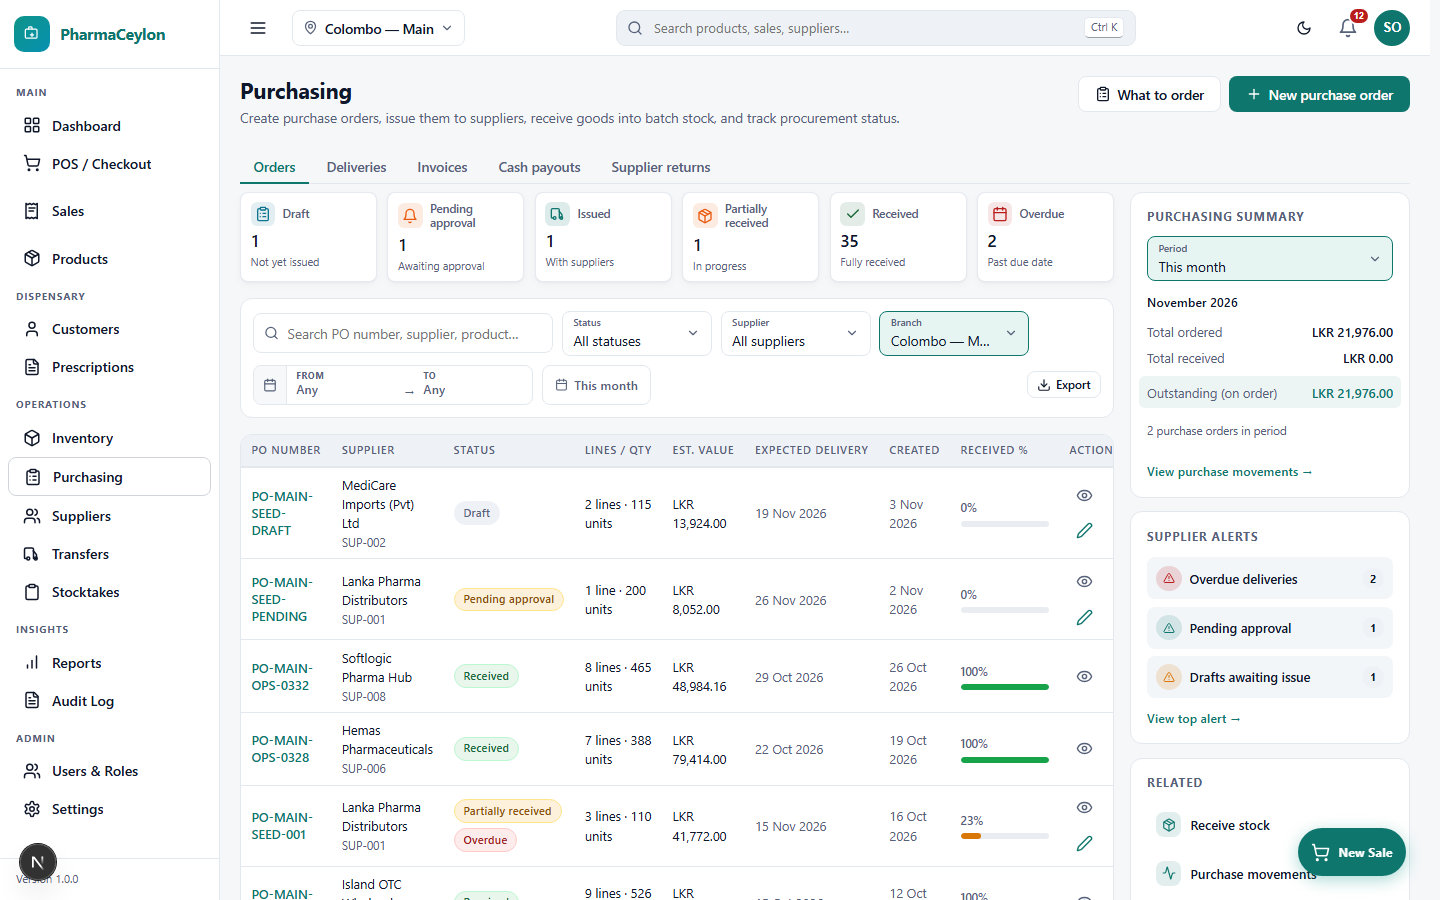 PharmaCeylon
Colombo — Main
Search products, sales, suppliers...
Ctrl K
12
SO
MAIN
Dashboard
POS / Checkout
Sales
Products
DISPENSARY
Customers
Prescriptions
OPERATIONS
Inventory
Purchasing
Suppliers
Transfers
Stocktakes
INSIGHTS
Reports
Audit Log
ADMIN
Users & Roles
Settings
N
Version 1.0.0
Purchasing
Create purchase orders, issue them to suppliers, receive goods into batch stock, and track procurement status.
What to order
New purchase order
Orders
Deliveries
Invoices
Cash payouts
Supplier returns
Draft
1
Not yet issued
Pending
approval
1
Awaiting approval
Issued
1
With suppliers
Partially
received
1
In progress
Received
35
Fully received
Overdue
2
Past due date
Search PO number, supplier, product...
Status
All statuses
Supplier
All suppliers
Branch
Colombo — M...
FROM
Any
→
TO
Any
This month
Export
PO NUMBER SUPPLIER STATUS LINES / QTY EST. VALUE EXPECTED DELIVERY CREATED RECEIVED % ACTION
PO-MAIN-
SEED-
DRAFT
MediCare
Imports (Pvt)
Ltd
SUP-002
Draft
2 lines · 115
units
LKR
13,924.00
19 Nov 2026
3 Nov
2026
0%
PO-MAIN-
SEED-
PENDING
Lanka Pharma
Distributors
SUP-001
Pending approval
1 line · 200
units
LKR
8,052.00
26 Nov 2026
2 Nov
2026
0%
PO-MAIN-
OPS-0332
Softlogic
Pharma Hub
SUP-008
Received
8 lines · 465
units
LKR
48,984.16
29 Oct 2026
26 Oct
2026
100%
PO-MAIN-
OPS-0328
Hemas
Pharmaceuticals
SUP-006
Received
7 lines · 388
units
LKR
79,414.00
22 Oct 2026
19 Oct
2026
100%
PO-MAIN-
SEED-001
Lanka Pharma
Distributors
SUP-001
Partially received
Overdue
3 lines · 110
units
LKR
41,772.00
15 Nov 2026
16 Oct
2026
23%
PO-MAIN-
Island OTC
9 lines · 526
LKR
12 Oct
100%
PURCHASING SUMMARY
Period
This month
November 2026
Total ordered LKR 21,976.00
Total received LKR 0.00
Outstanding (on order) LKR 21,976.00
2 purchase orders in period
View purchase movements →
SUPPLIER ALERTS
Overdue deliveries 2
Pending approval 1
Drafts awaiting issue 1
View top alert →
RELATED
Receive stock
Purchase movements
New Sale